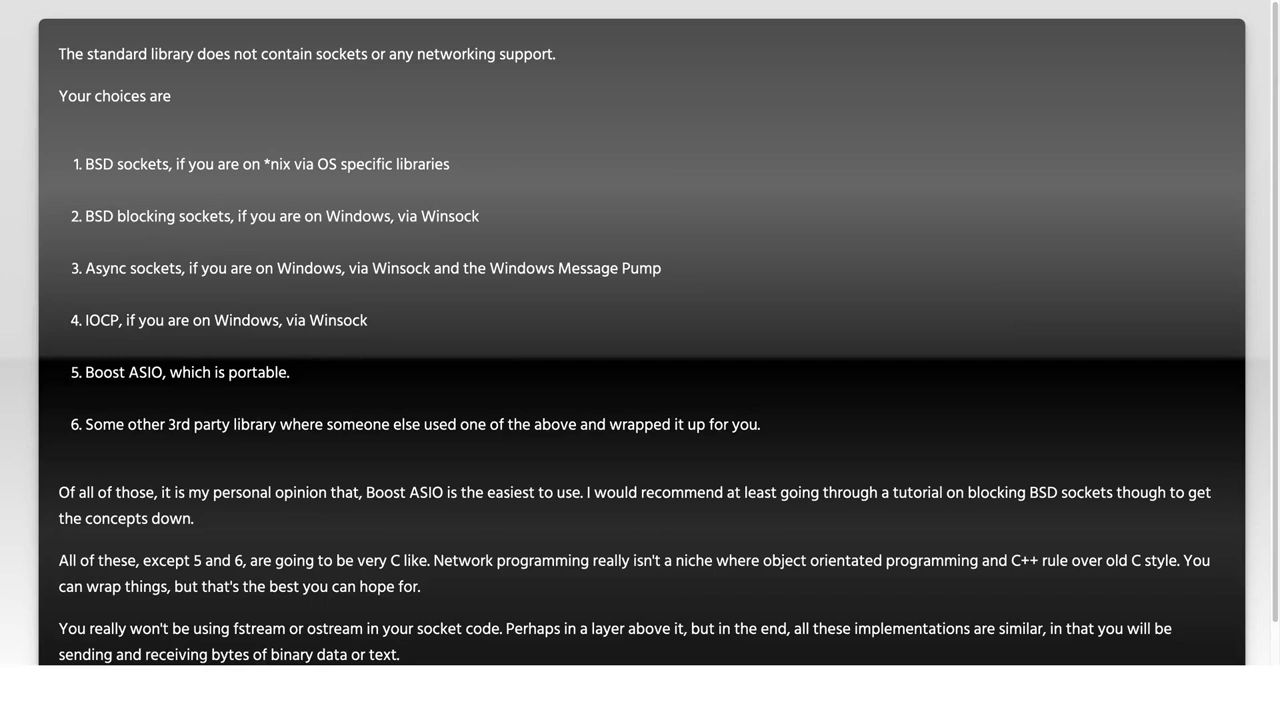 The standard library does not contain sockets or any networking support.
Your choices are
1. BSD sockets, if you are on *nix via OS specific libraries
2. BSD blocking sockets, if you are on Windows, via Winsock
3. Async sockets, if you are on Windows, via Winsock and the Windows Message Pump
4. IOCP, if you are on Windows, via Winsock
5. Boost ASIO, which is portable.
6. Some other 3rd party library where someone else used one of the above and wrapped it up for you.
Of all of those, it is my personal opinion that, Boost ASIO is the easiest to use. I would recommend at least going through a tutorial on blocking BSD sockets though to get
the concepts down.
All of these, except 5 and 6, are going to be very C like. Network programming really isn't a niche where object orientated programming and C++ rule over old C style. You
can wrap things, but that's the best you can hope for.
You really won't be using fstream or ostream in your socket code. Perhaps in a layer above it, but in the end, all these implementations are similar, in that you will be
sending and receiving bytes of binary data or text.